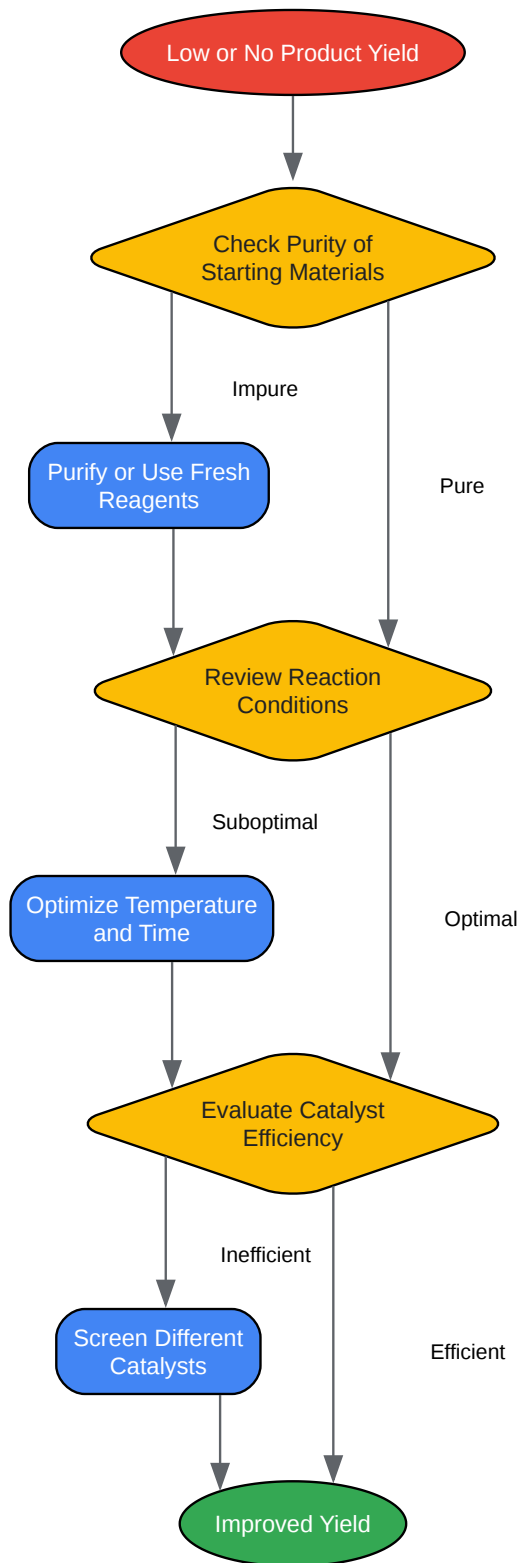 Low or No Product Yield
Check Purity of
Starting Materials
Impure
Purify or Use Fresh
Reagents
Pure
Review Reaction
Conditions
Suboptimal
Optimize Temperature
and Time
Optimal
Evaluate Catalyst
Efficiency
Inefficient
Screen Different
Catalysts
Efficient
Improved Yield